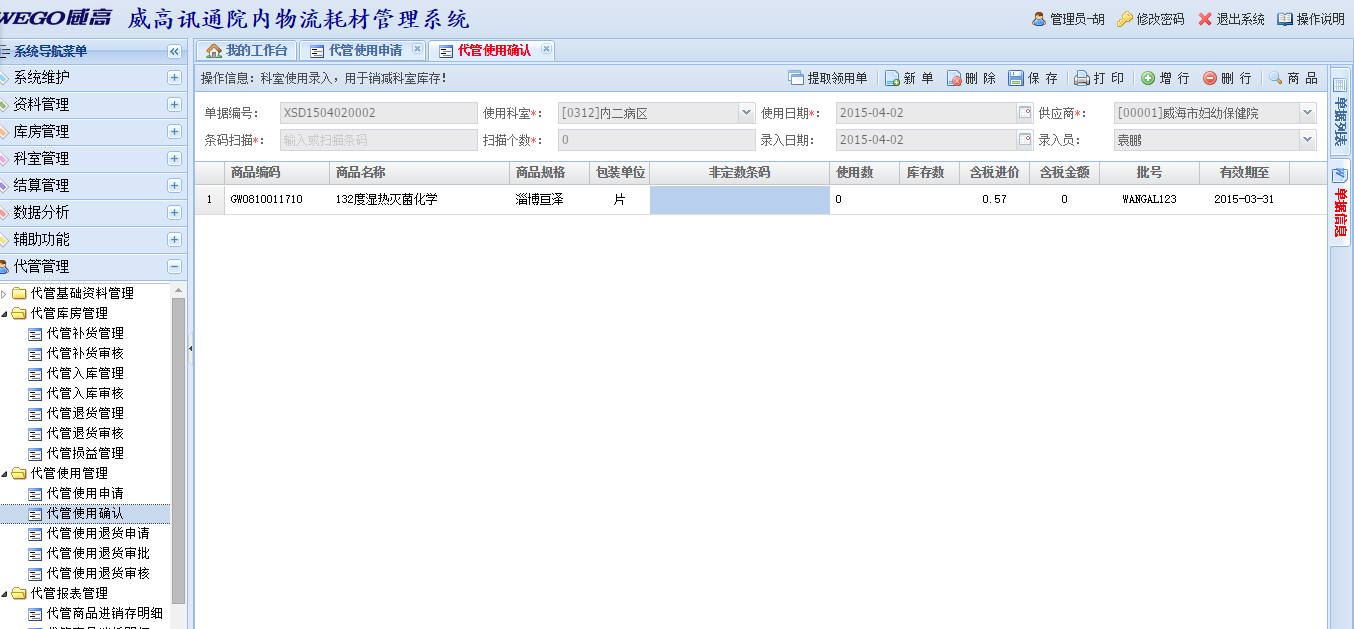 WEGO威高 威高讯通院内物流耗材管理系统
管理员-胡 修改密码 退出系统 操作说明
系统导航菜单
系统维护
资料管理
库房管理
科室管理
结算管理
数据分析
辅助功能
代管管理
代管基础资料管理
代管库房管理
代管补货管理
代管补货审核
代管入库管理
代管入库审核
代管退货管理
代管退货审核
代管损益管理
代管使用管理
代管使用申请
代管使用确认
代管使用退货申请
代管使用退货审批
代管使用退货审核
代管报表管理
代管商品进销存明细
我的工作台 代管使用申请 代管使用确认
操作信息：科室使用录入，用于销减科室库存！
提取领用单 新 单 删 除 保 存 打 印 增 行 删 行 商 品
单据编号： XSD1504020002 使用科室*： [0312]内二病区 使用日期*： 2015-04-02 供应商*： [00001]威海市妇幼保健院
条码扫描*： 输入或扫描条码 扫描个数*： 0 录入日期： 2015-04-02 录入员： 袁鹏
商品编码 商品名称 商品规格 包装单位 非定数条码 使用数 库存数 含税进价 含税金额 批号 有效期至
1 GW0810011710 132度湿热灭菌化学 淄博亘泽 片 0 0.57 0 WANGAL123 2015-03-31
单据列表
单据信息